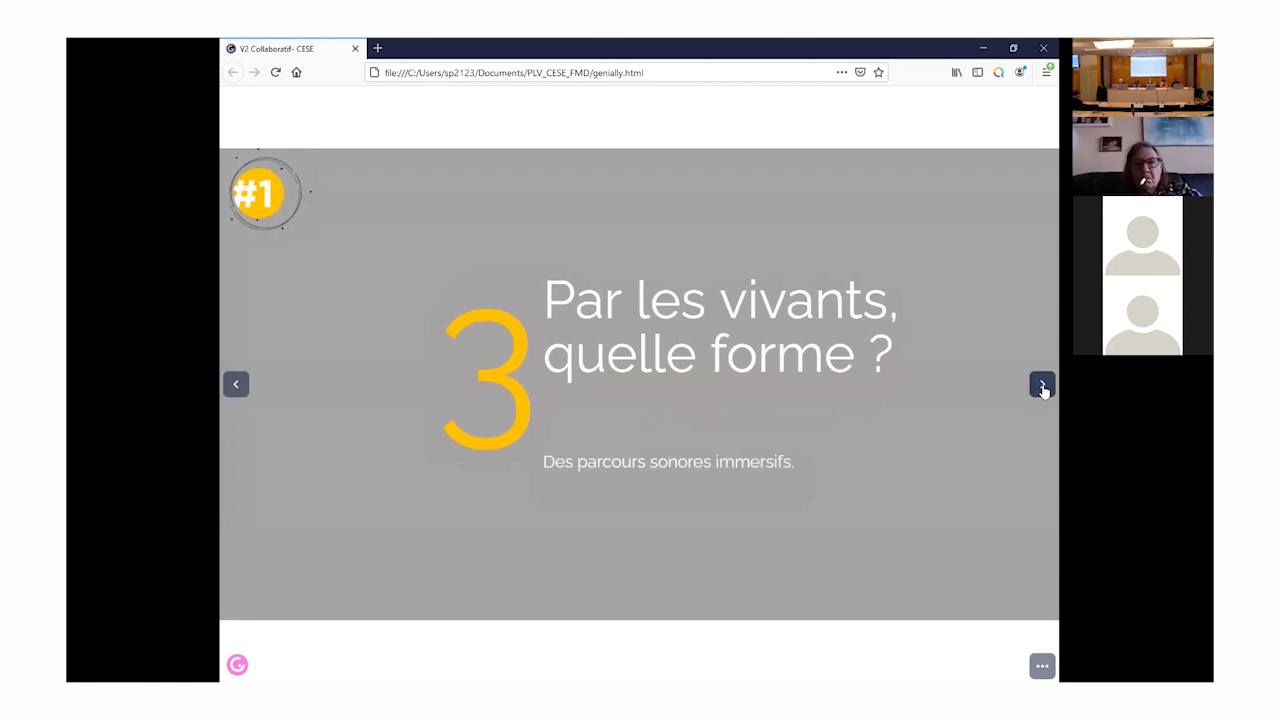 V2 Collaboratif- CESE
file:///C:/Users/sp2123/Documents/PLV_CESE_FMD/genially.html
#1
3
Par les vivants,
quelle forme ?
Des parcours sonores immersifs.